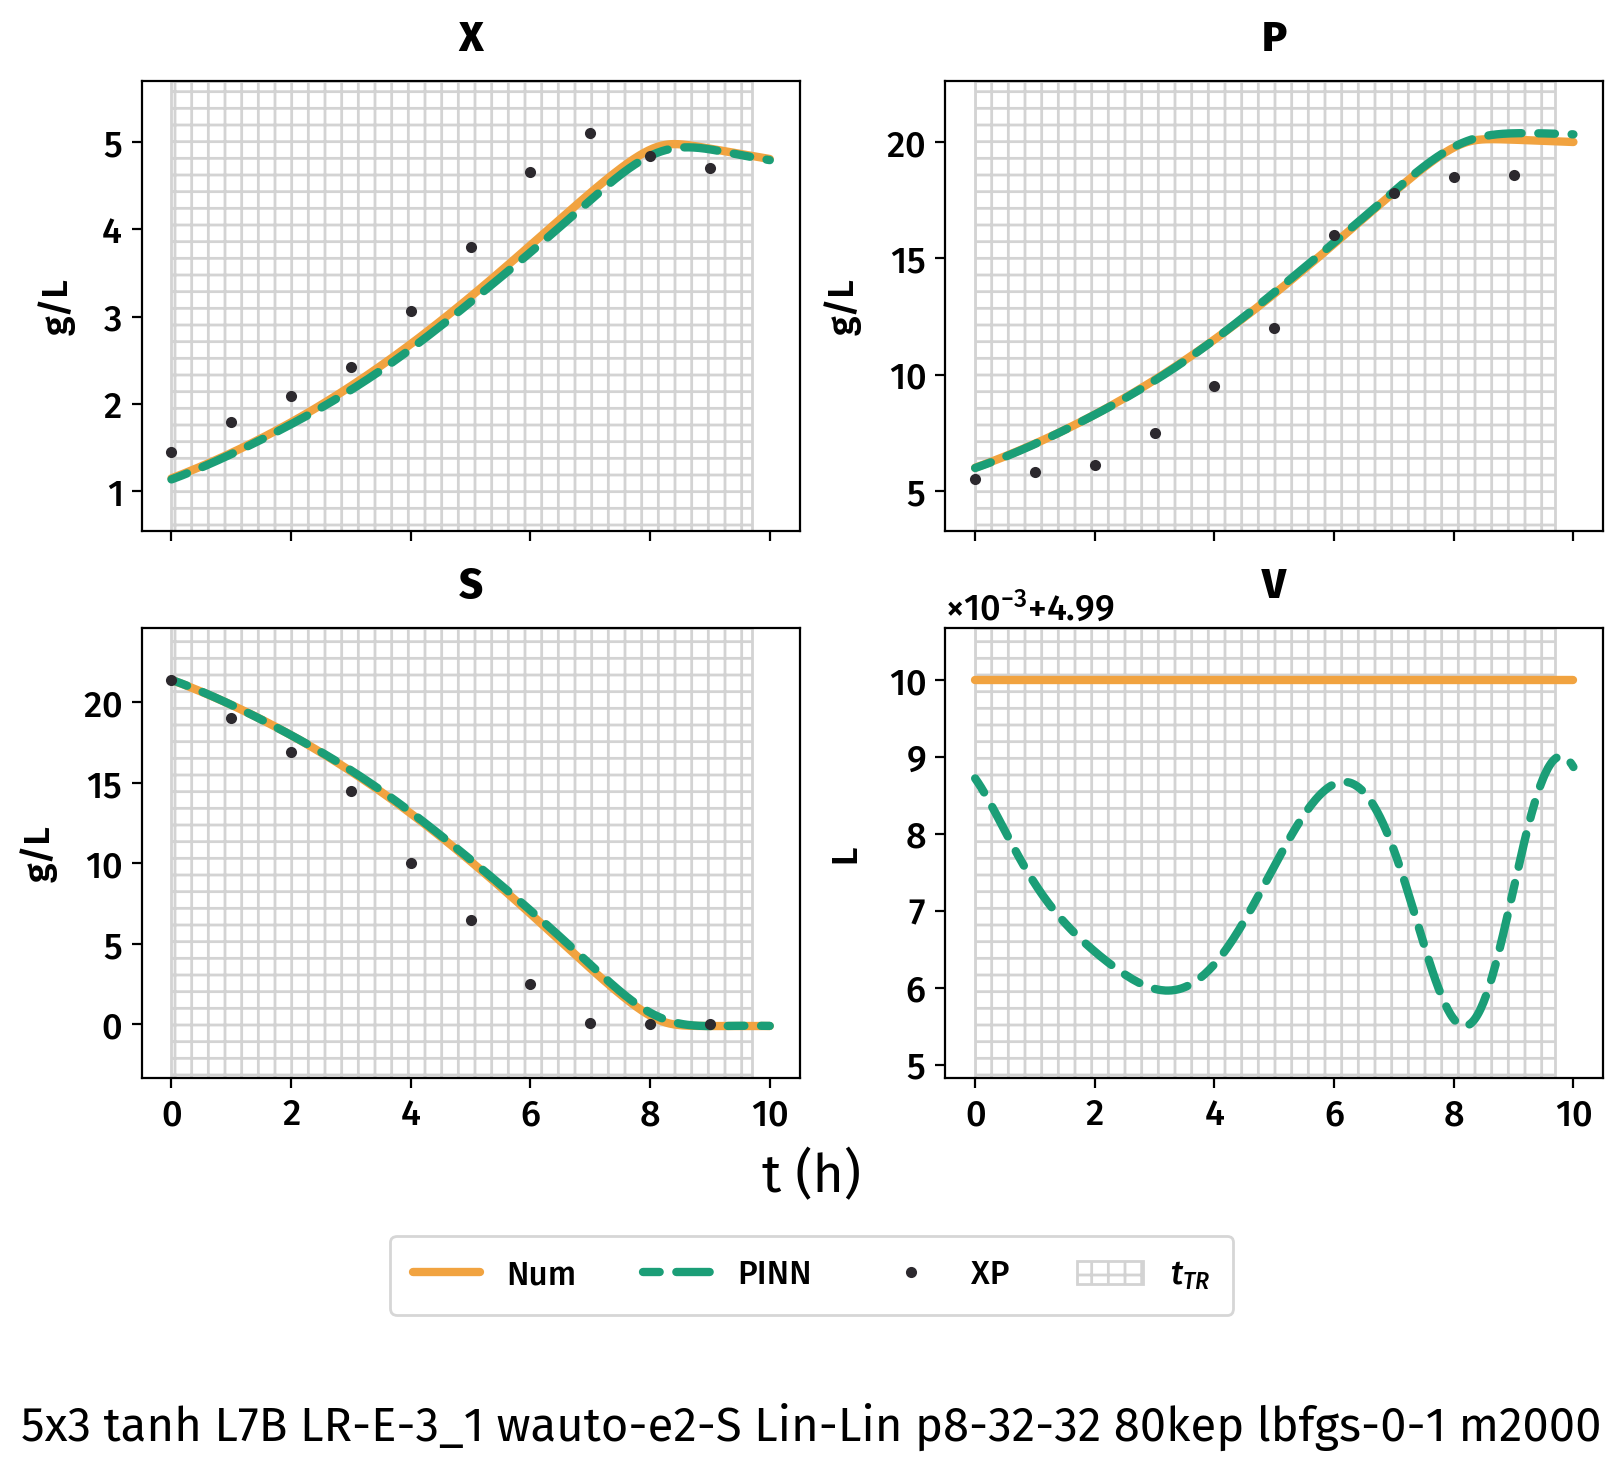 X
P
5
4
3
2
1
g/L
20
15
10
5
g/L
S
V
×10⁻³+4.99
20
15
10
5
0
g/L
10
9
8
7
6
5
L
0 2 4 6 8 10
0 2 4 6 8 10
t (h)
Num PINN XP t_TR
5x3 tanh L7B LR-E-3_1 wauto-e2-S Lin-Lin p8-32-32 80kep lbfgs-0-1 m2000